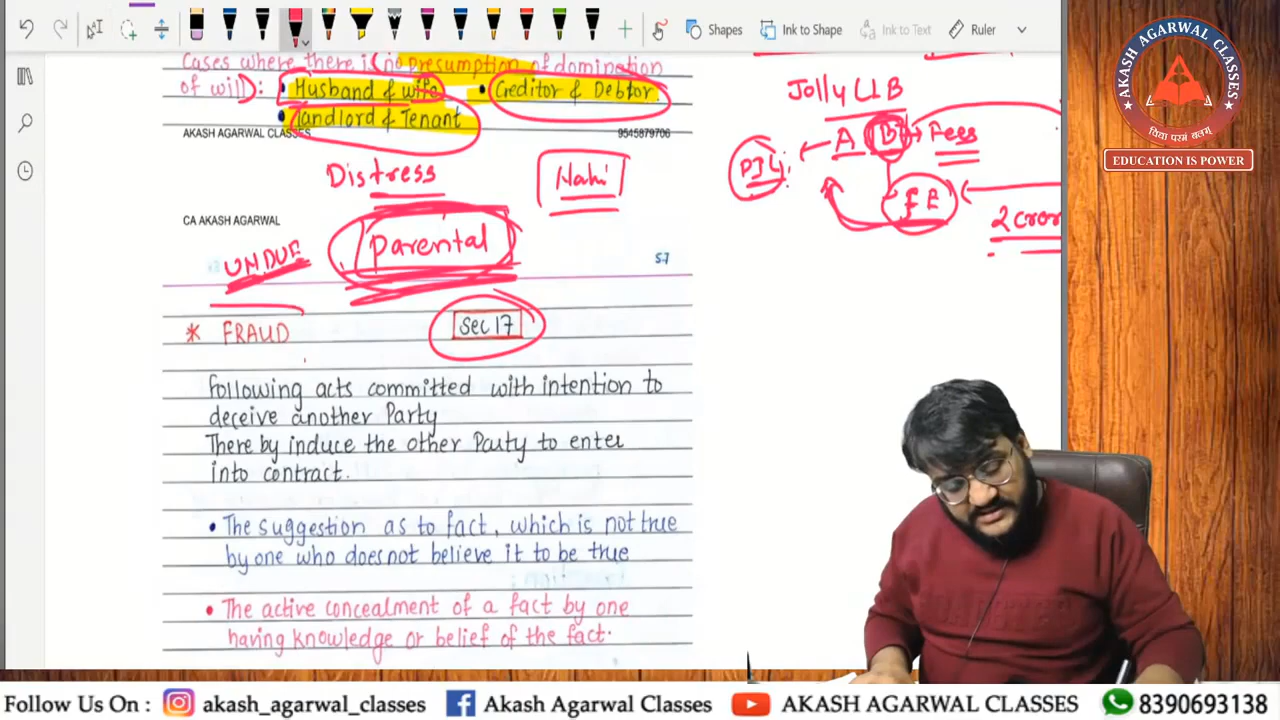 Shapes
Ink to Shape
Ink to Text
Ruler
Cases where there is no presumption of domination
of will:
• Husband & wife • Creditor & Debtor
• Landlord & Tenant
AKASH AGARWAL CLASSES 9545879706
Distress Nahi
CA AKASH AGARWAL
UNDUE Parental
57
* FRAUD Sec 17
following acts committed with intention to
deceive another Party
There by induce the other Party to enter
into contract.
• The suggestion as to fact, which is not true
by one who does not believe it to be true
• The active concealment of a fact by one
having knowledge or belief of the fact.
Jolly LLB
PIL A B Fees
2 cror
AKASH AGARWAL CLASSES
विद्या परमं बलम्
EDUCATION IS POWER
Follow Us On : akash_agarwal_classes Akash Agarwal Classes AKASH AGARWAL CLASSES 8390693138